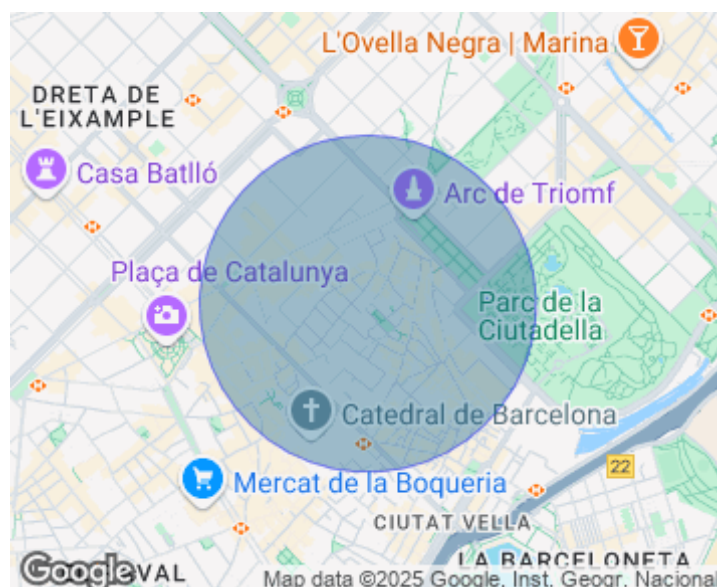 L'Ovella Negra | Marina
DRETA DE
L'EIXAMPLE
Casa Batlló
Arc de Triomf
Plaça de Catalunya
Parc de la
Ciutadella
Catedral de Barcelona
22
Mercat de la Boqueria
CIUTAT VELLA
LA BARCELONETA
Google
VAL
Map data ©2025 Google, Inst. Geogr. Nacional